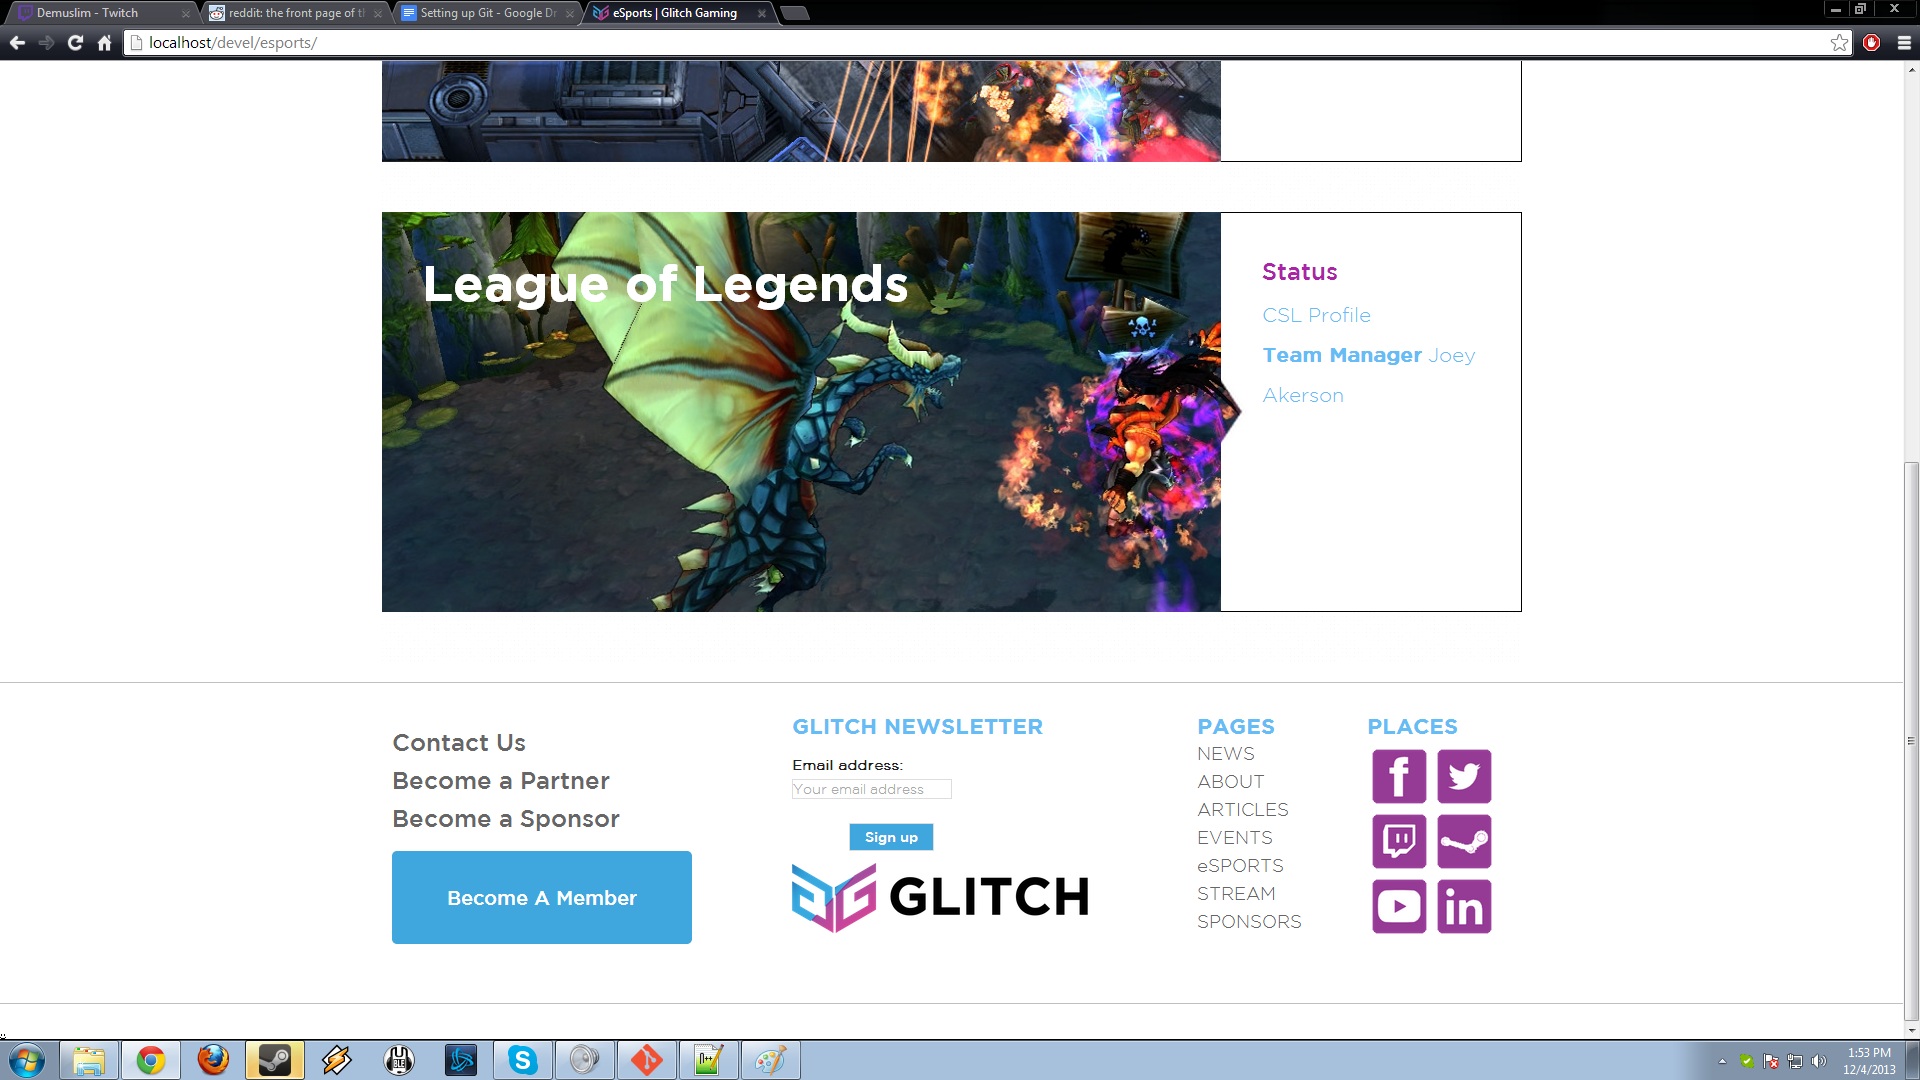 Demuslim - Twitch
reddit: the front page of t
Setting up Git - Google Dr
eSports | Glitch Gaming
localhost/devel/esports/
League of Legends
Status
CSL Profile
Team Manager Joey
Akerson
Contact Us
Become a Partner
Become a Sponsor
Become A Member
GLITCH NEWSLETTER
Email address:
Your email address
Sign up
GLITCH
PAGES
NEWS
ABOUT
ARTICLES
EVENTS
eSPORTS
STREAM
SPONSORS
PLACES
1:53 PM
12/4/2013